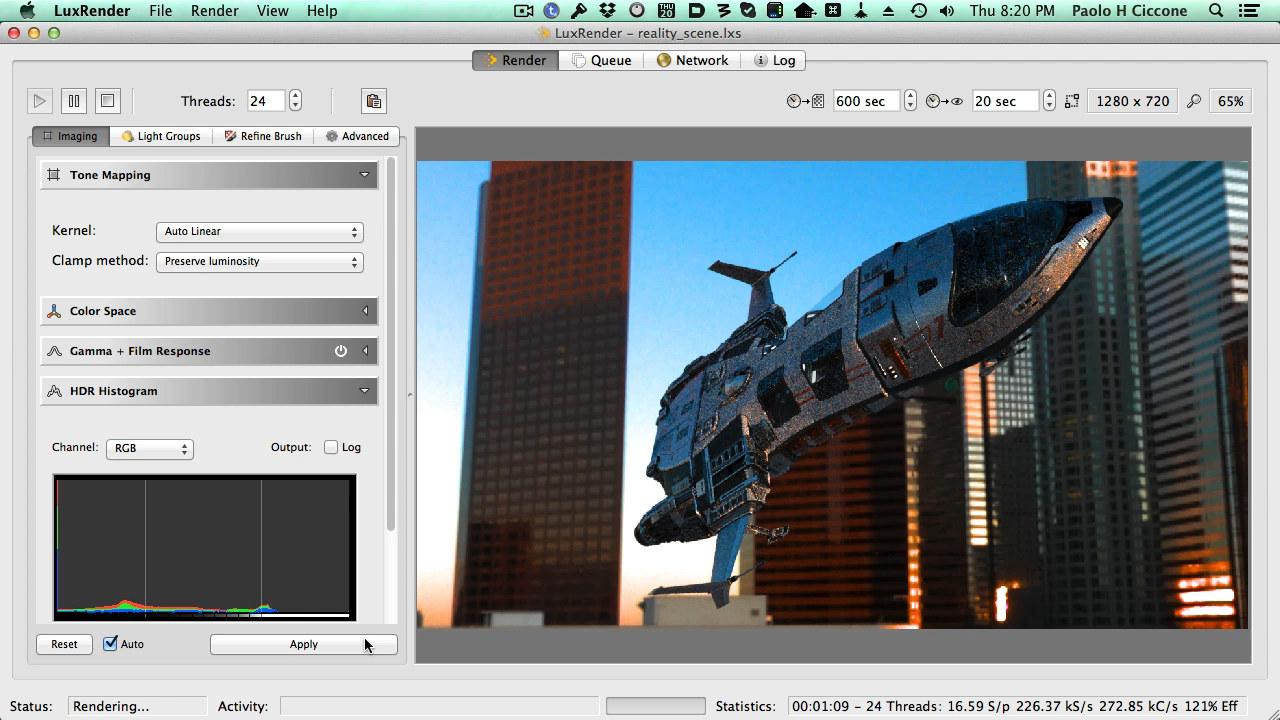 LuxRender File Render View Help THU 20 Thu 8:20 PM Paolo H Ciccone
LuxRender – reality_scene.lxs
Render Queue Network Log
Threads: 24 600 sec 20 sec 1280 x 720 65%
Imaging Light Groups Refine Brush Advanced
Tone Mapping
Kernel: Auto Linear
Clamp method: Preserve luminosity
Color Space
Gamma + Film Response
HDR Histogram
Channel: RGB Output: Log
Reset Auto Apply
Status: Rendering... Activity: Statistics: 00:01:09 – 24 Threads: 16.59 S/p 226.37 kS/s 272.85 kC/s 121% Eff